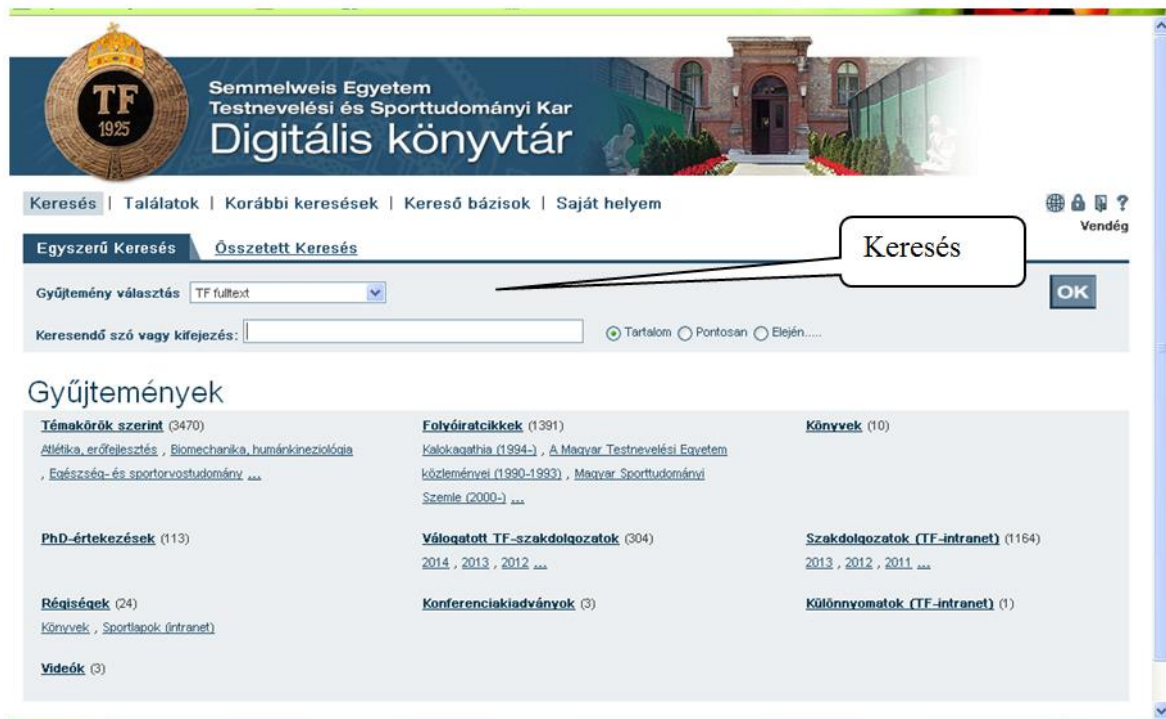 TF
1925
Semmelweis Egyetem
Testnevelési és Sporttudományi Kar
Digitális könyvtár
Keresés | Találatok | Korábbi keresések | Kereső bázisok | Saját helyem
?
Vendég
Egyszerű Keresés Összetett Keresés
Keresés
Gyűjtemény választás TF fulltext
OK
Keresendő szó vagy kifejezés: Tartalom Pontosan Elején.....
Gyűjtemények
Témakörök szerint (3470)
Atlétika, erőfejlesztés , Biomechanika, humánkineziológia
, Egészség- és sportorvostudomány ...
Folyóiratcikkek (1391)
Kalokagathia (1994-) , A Magyar Testnevelési Egyetem
közleményei (1990-1993) , Magyar Sporttudományi
Szemle (2000-) ...
Könyvek (10)
PhD-értekezések (113)
Válogatott TF-szakdolgozatok (304)
2014 , 2013 , 2012 ...
Szakdolgozatok (TF-intranet) (1164)
2013 , 2012 , 2011 ...
Régiségek (24)
Könyvek , Sportlapok (intranet)
Konferenciakiadványok (3)
Különnyomatok (TF-intranet) (1)
Videók (3)